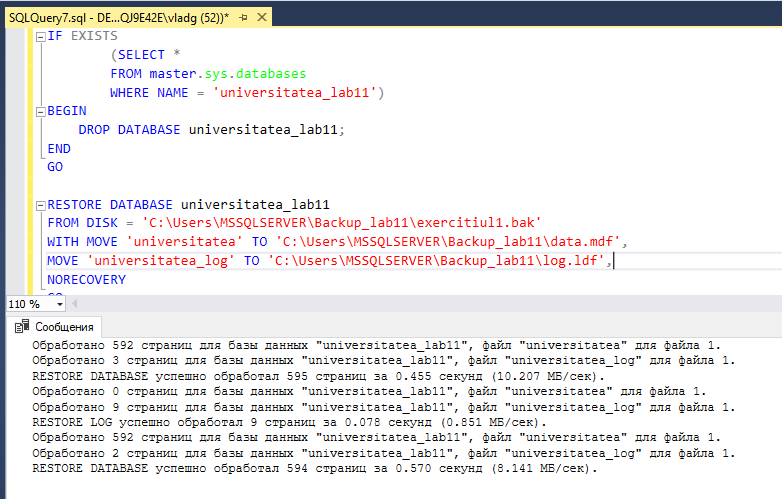 SQLQuery7.sql - DE...QJ9E42E\vladg (52))*
IF EXISTS
(SELECT *
FROM master.sys.databases
WHERE NAME = 'universitatea_lab11')
BEGIN
DROP DATABASE universitatea_lab11;
END
GO
RESTORE DATABASE universitatea_lab11
FROM DISK = 'C:\Users\MSSQLSERVER\Backup_lab11\exercitiul1.bak'
WITH MOVE 'universitatea' TO 'C:\Users\MSSQLSERVER\Backup_lab11\data.mdf',
MOVE 'universitatea_log' TO 'C:\Users\MSSQLSERVER\Backup_lab11\log.ldf',
NORECOVERY
110 %
Сообщения
Обработано 592 страниц для базы данных "universitatea_lab11", файл "universitatea" для файла 1.
Обработано 3 страниц для базы данных "universitatea_lab11", файл "universitatea_log" для файла 1.
RESTORE DATABASE успешно обработал 595 страниц за 0.455 секунд (10.207 МБ/сек).
Обработано 0 страниц для базы данных "universitatea_lab11", файл "universitatea" для файла 1.
Обработано 9 страниц для базы данных "universitatea_lab11", файл "universitatea_log" для файла 1.
RESTORE LOG успешно обработал 9 страниц за 0.078 секунд (0.851 МБ/сек).
Обработано 592 страниц для базы данных "universitatea_lab11", файл "universitatea" для файла 1.
Обработано 2 страниц для базы данных "universitatea_lab11", файл "universitatea_log" для файла 1.
RESTORE DATABASE успешно обработал 594 страниц за 0.570 секунд (8.141 МБ/сек).